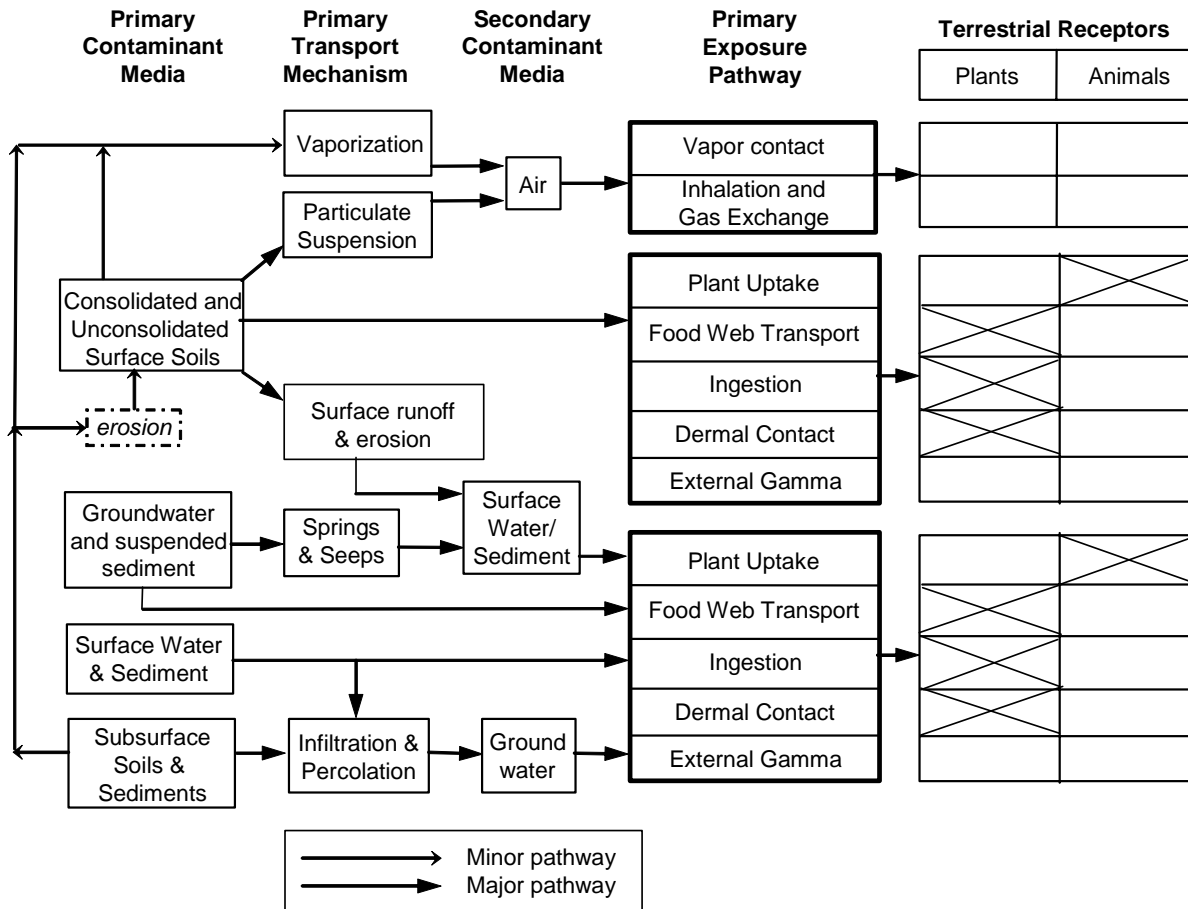 Primary
Contaminant
Media
Primary
Transport
Mechanism
Secondary
Contaminant
Media
Primary
Exposure
Pathway
Terrestrial Receptors
Plants
Animals
Vaporization
Particulate
Suspension
Air
Vapor contact
Inhalation and
Gas Exchange
Consolidated and
Unconsolidated
Surface Soils
erosion
Surface runoff
& erosion
Plant Uptake
Food Web Transport
Ingestion
Dermal Contact
External Gamma
Groundwater
and suspended
sediment
Springs
& Seeps
Surface
Water/
Sediment
Surface Water
& Sediment
Subsurface
Soils &
Sediments
Infiltration &
Percolation
Ground
water
Plant Uptake
Food Web Transport
Ingestion
Dermal Contact
External Gamma
Minor pathway
Major pathway